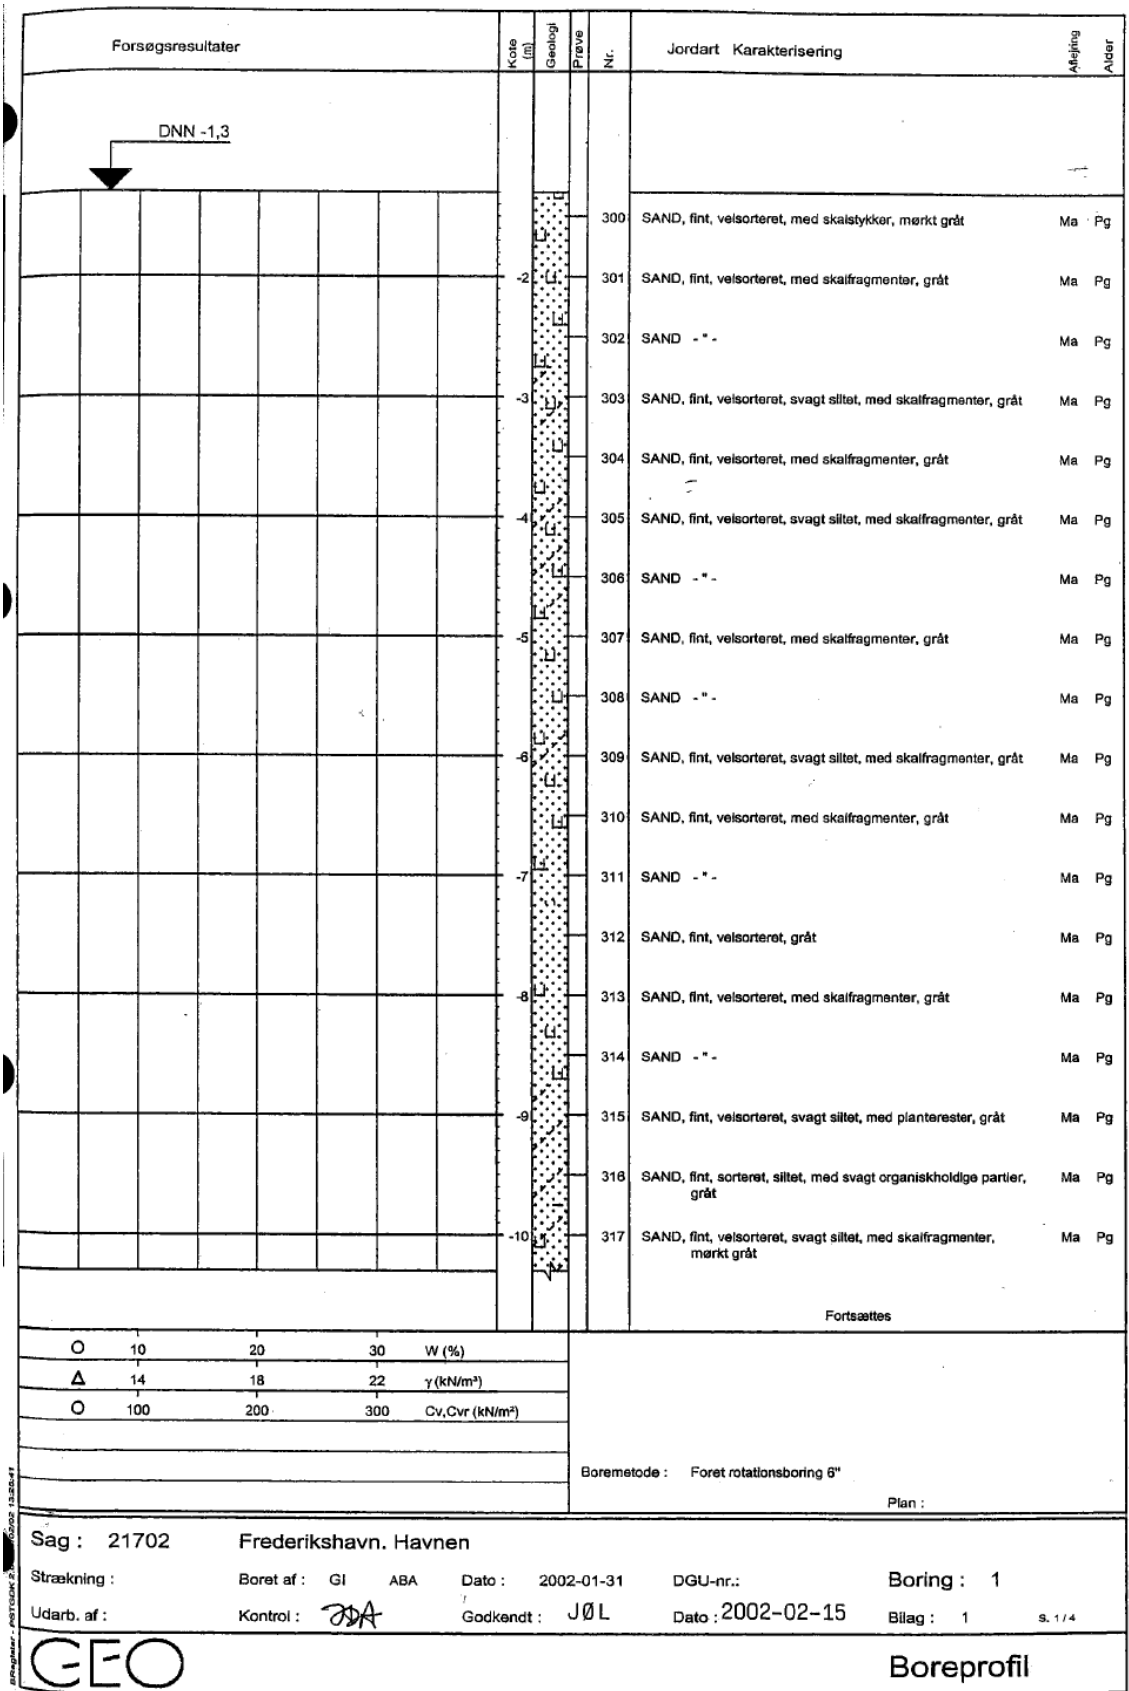 Forsøgsresultater Kote (m) Geologi Prøve Nr. Jordart Karakterisering Aflejring Alder
DNN -1,3
300 SAND, fint, velsorteret, med skalstykker, mørkt gråt Ma Pg
-2 301 SAND, fint, velsorteret, med skalfragmenter, gråt Ma Pg
302 SAND - " - Ma Pg
-3 303 SAND, fint, velsorteret, svagt siltet, med skalfragmenter, gråt Ma Pg
304 SAND, fint, velsorteret, med skalfragmenter, gråt Ma Pg
-4 305 SAND, fint, velsorteret, svagt siltet, med skalfragmenter, gråt Ma Pg
306 SAND - " - Ma Pg
-5 307 SAND, fint, velsorteret, med skalfragmenter, gråt Ma Pg
308 SAND - " - Ma Pg
-6 309 SAND, fint, velsorteret, svagt siltet, med skalfragmenter, gråt Ma Pg
310 SAND, fint, velsorteret, med skalfragmenter, gråt Ma Pg
-7 311 SAND - " - Ma Pg
312 SAND, fint, velsorteret, gråt Ma Pg
-8 313 SAND, fint, velsorteret, med skalfragmenter, gråt Ma Pg
314 SAND - " - Ma Pg
-9 315 SAND, fint, velsorteret, svagt siltet, med planterester, gråt Ma Pg
316 SAND, fint, sorteret, siltet, med svagt organiskholdige partier, Ma Pg
gråt
-10 317 SAND, fint, velsorteret, svagt siltet, med skalfragmenter, Ma Pg
mørkt gråt
Fortsættes
10 20 30 W (%)
14 18 22 γ (kN/m³)
100 200 300 Cv,Cvr (kN/m²)
Boremetode : Foret rotationsboring 6"
Plan :
Sag : 21702 Frederikshavn. Havnen
Strækning : Boret af : GI ABA Dato : 2002-01-31 DGU-nr.: Boring : 1
Udarb. af : Kontrol : Godkendt : JØL Dato : 2002-02-15 Bilag : 1 S. 1 / 4
GEO Boreprofil